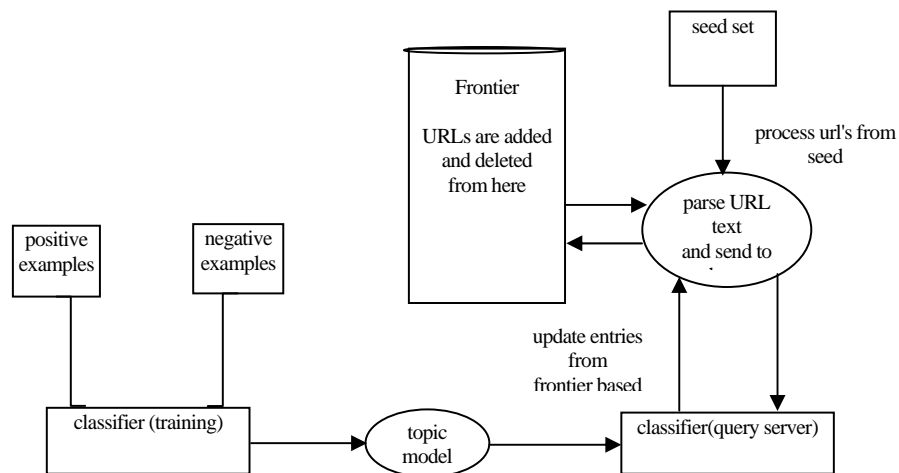 seed set
Frontier
URLs are added
and deleted
from here
process url's from
seed
parse URL
text
and send to
positive
examples
negative
examples
update entries
from
frontier based
classifier (training)
topic
model
classifier(query server)